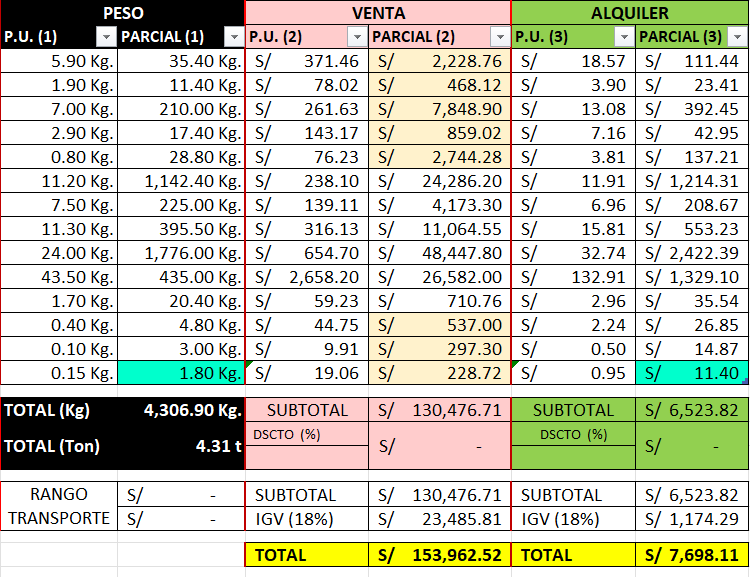 PESO VENTA ALQUILER
P.U. (1) PARCIAL (1) P.U. (2) PARCIAL (2) P.U. (3) PARCIAL (3)
5.90 Kg. 35.40 Kg. S/ 371.46 S/ 2,228.76 S/ 18.57 S/ 111.44
1.90 Kg. 11.40 Kg. S/ 78.02 S/ 468.12 S/ 3.90 S/ 23.41
7.00 Kg. 210.00 Kg. S/ 261.63 S/ 7,848.90 S/ 13.08 S/ 392.45
2.90 Kg. 17.40 Kg. S/ 143.17 S/ 859.02 S/ 7.16 S/ 42.95
0.80 Kg. 28.80 Kg. S/ 76.23 S/ 2,744.28 S/ 3.81 S/ 137.21
11.20 Kg. 1,142.40 Kg. S/ 238.10 S/ 24,286.20 S/ 11.91 S/ 1,214.31
7.50 Kg. 225.00 Kg. S/ 139.11 S/ 4,173.30 S/ 6.96 S/ 208.67
11.30 Kg. 395.50 Kg. S/ 316.13 S/ 11,064.55 S/ 15.81 S/ 553.23
24.00 Kg. 1,776.00 Kg. S/ 654.70 S/ 48,447.80 S/ 32.74 S/ 2,422.39
43.50 Kg. 435.00 Kg. S/ 2,658.20 S/ 26,582.00 S/ 132.91 S/ 1,329.10
1.70 Kg. 20.40 Kg. S/ 59.23 S/ 710.76 S/ 2.96 S/ 35.54
0.40 Kg. 4.80 Kg. S/ 44.75 S/ 537.00 S/ 2.24 S/ 26.85
0.10 Kg. 3.00 Kg. S/ 9.91 S/ 297.30 S/ 0.50 S/ 14.87
0.15 Kg. 1.80 Kg. S/ 19.06 S/ 228.72 S/ 0.95 S/ 11.40
TOTAL (Kg) 4,306.90 Kg. SUBTOTAL S/ 130,476.71 SUBTOTAL S/ 6,523.82
TOTAL (Ton) 4.31 t DSCTO (%) S/ - DSCTO (%) S/ -
RANGO S/ - SUBTOTAL S/ 130,476.71 SUBTOTAL S/ 6,523.82
TRANSPORTE S/ - IGV (18%) S/ 23,485.81 IGV (18%) S/ 1,174.29
TOTAL S/ 153,962.52 TOTAL S/ 7,698.11